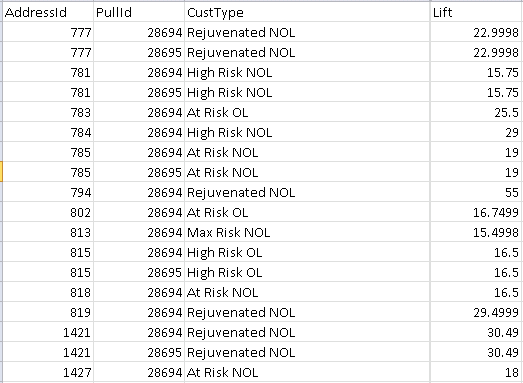 AddressId PullId CustType Lift
777 28694 Rejuvenated NOL 22.9998
777 28695 Rejuvenated NOL 22.9998
781 28694 High Risk NOL 15.75
781 28695 High Risk NOL 15.75
783 28694 At Risk OL 25.5
784 28694 High Risk NOL 29
785 28694 At Risk NOL 19
785 28695 At Risk NOL 19
794 28694 Rejuvenated NOL 55
802 28694 At Risk OL 16.7499
813 28694 Max Risk NOL 15.4998
815 28694 High Risk OL 16.5
815 28695 High Risk OL 16.5
818 28694 At Risk NOL 16.5
819 28694 Rejuvenated NOL 29.4999
1421 28694 Rejuvenated NOL 30.49
1421 28695 Rejuvenated NOL 30.49
1427 28694 At Risk NOL 18